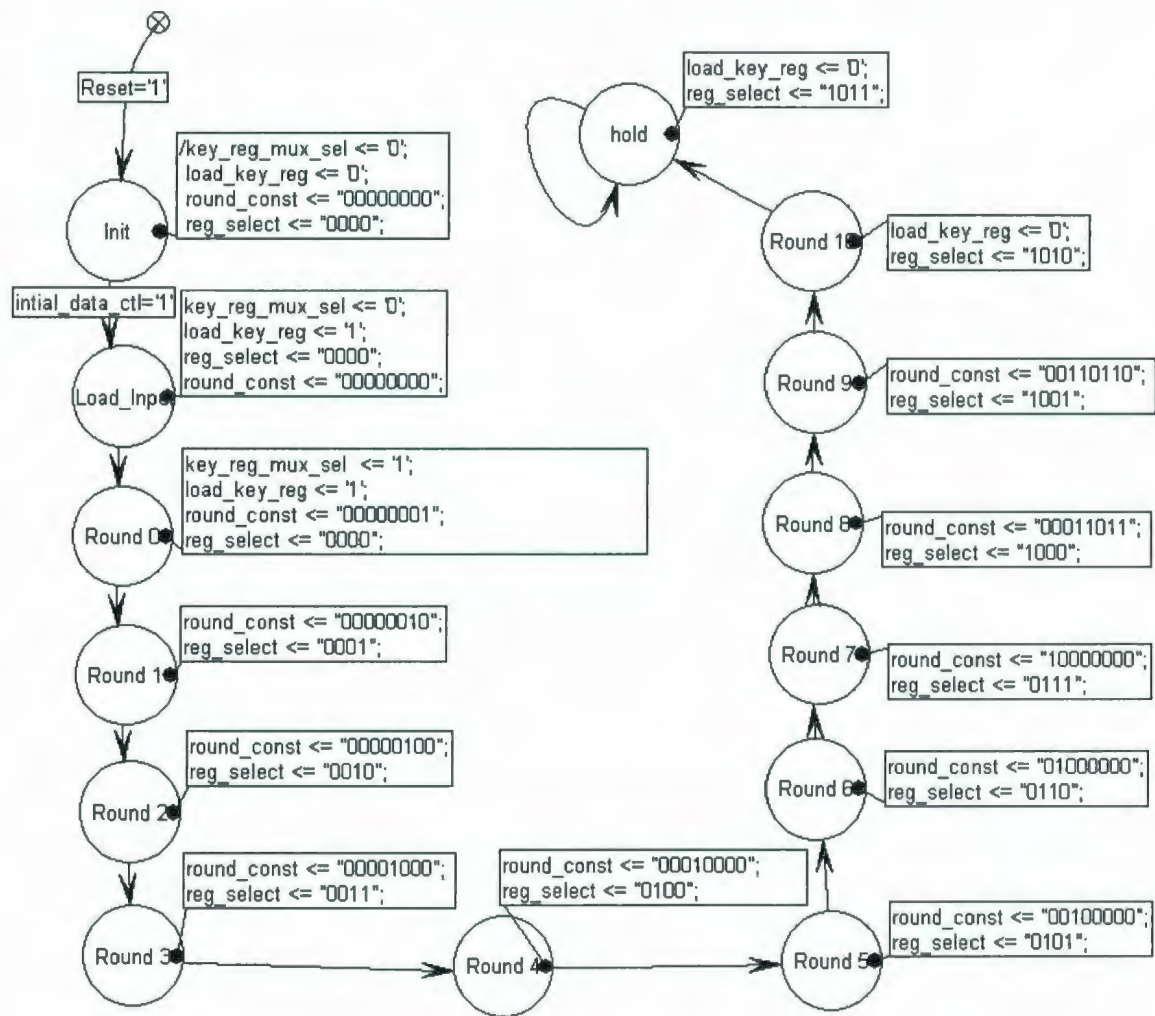 Reset='1'
/key_reg_mux_sel <= '0';
load_key_reg <= '0';
round_const <= "00000000";
reg_select <= "0000";
Init
intial_data_ctl='1'
key_reg_mux_sel <= '0';
load_key_reg <= '1';
reg_select <= "0000";
round_const <= "00000000";
Load_Inpu
key_reg_mux_sel <= '1';
load_key_reg <= '1';
round_const <= "00000001";
reg_select <= "0000";
Round 0
round_const <= "00000010";
reg_select <= "0001";
Round 1
round_const <= "00000100";
reg_select <= "0010";
Round 2
round_const <= "00001000";
reg_select <= "0011";
Round 3
round_const <= "00010000";
reg_select <= "0100";
Round 4
round_const <= "00100000";
reg_select <= "0101";
Round 5
round_const <= "01000000";
reg_select <= "0110";
Round 6
round_const <= "10000000";
reg_select <= "0111";
Round 7
round_const <= "00011011";
reg_select <= "1000";
Round 8
round_const <= "00110110";
reg_select <= "1001";
Round 9
load_key_reg <= '0';
reg_select <= "1010";
Round 10
load_key_reg <= '0';
reg_select <= "1011";
hold